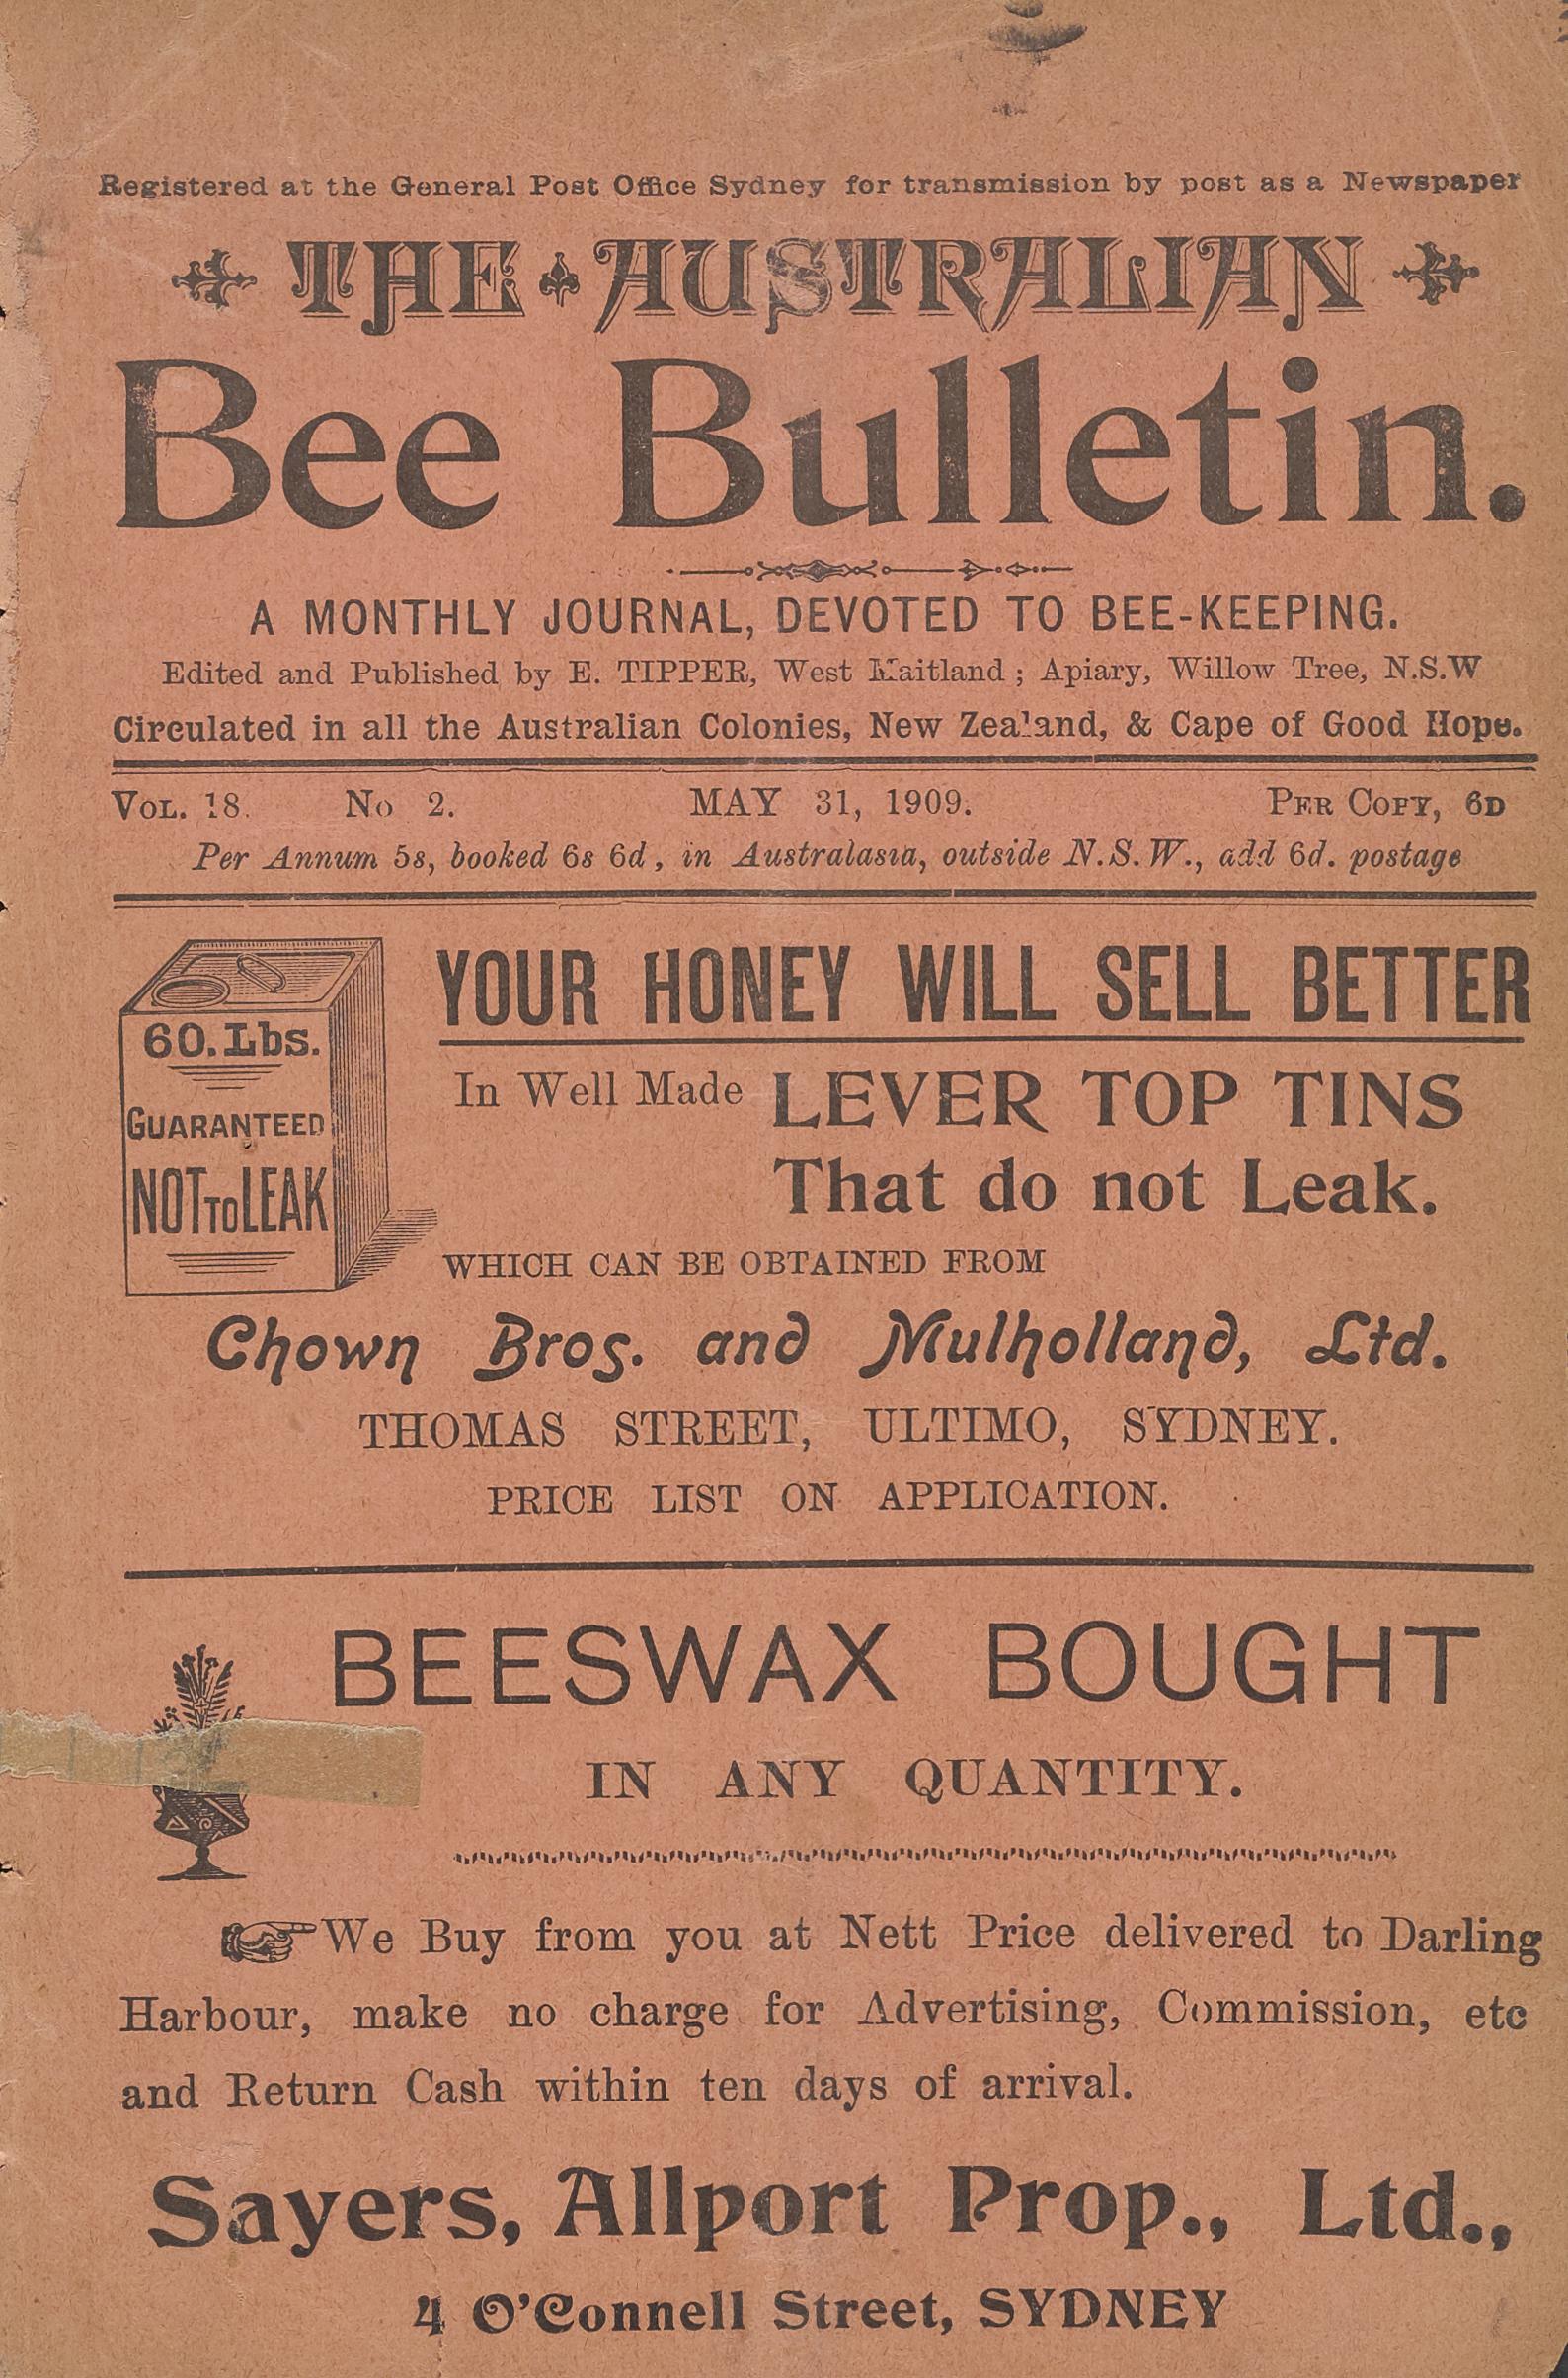 Registered at the General Post Office Sydney for transmission by post as a Newspaper
THE AUSTRALIAN
Bee Bulletin.
A MONTHLY JOURNAL, DEVOTED TO BEE-KEEPING.
Edited and Published by E. TIPPER, West Maitland ; Apiary, Willow Tree, N.S.W
Circulated in all the Australian Colonies, New Zealand, & Cape of Good Hope.
VOL. 18. No 2. MAY 31, 1909. PER COPY, 6D
Per Annum 5s, booked 6s 6d, in Australasia, outside N.S.W., add 6d. postage
60. Lbs.
GUARANTEED
NOT TO LEAK
YOUR HONEY WILL SELL BETTER
In Well Made LEVER TOP TINS
That do not Leak.
WHICH CAN BE OBTAINED FROM
Chown Bros. and Mulholland, Ltd.
THOMAS STREET, ULTIMO, SYDNEY.
PRICE LIST ON APPLICATION.
BEESWAX BOUGHT
IN ANY QUANTITY.
We Buy from you at Nett Price delivered to Darling
Harbour, make no charge for Advertising, Commission, etc
and Return Cash within ten days of arrival.
Sayers, Allport Prop., Ltd.,
4 O'Connell Street, SYDNEY